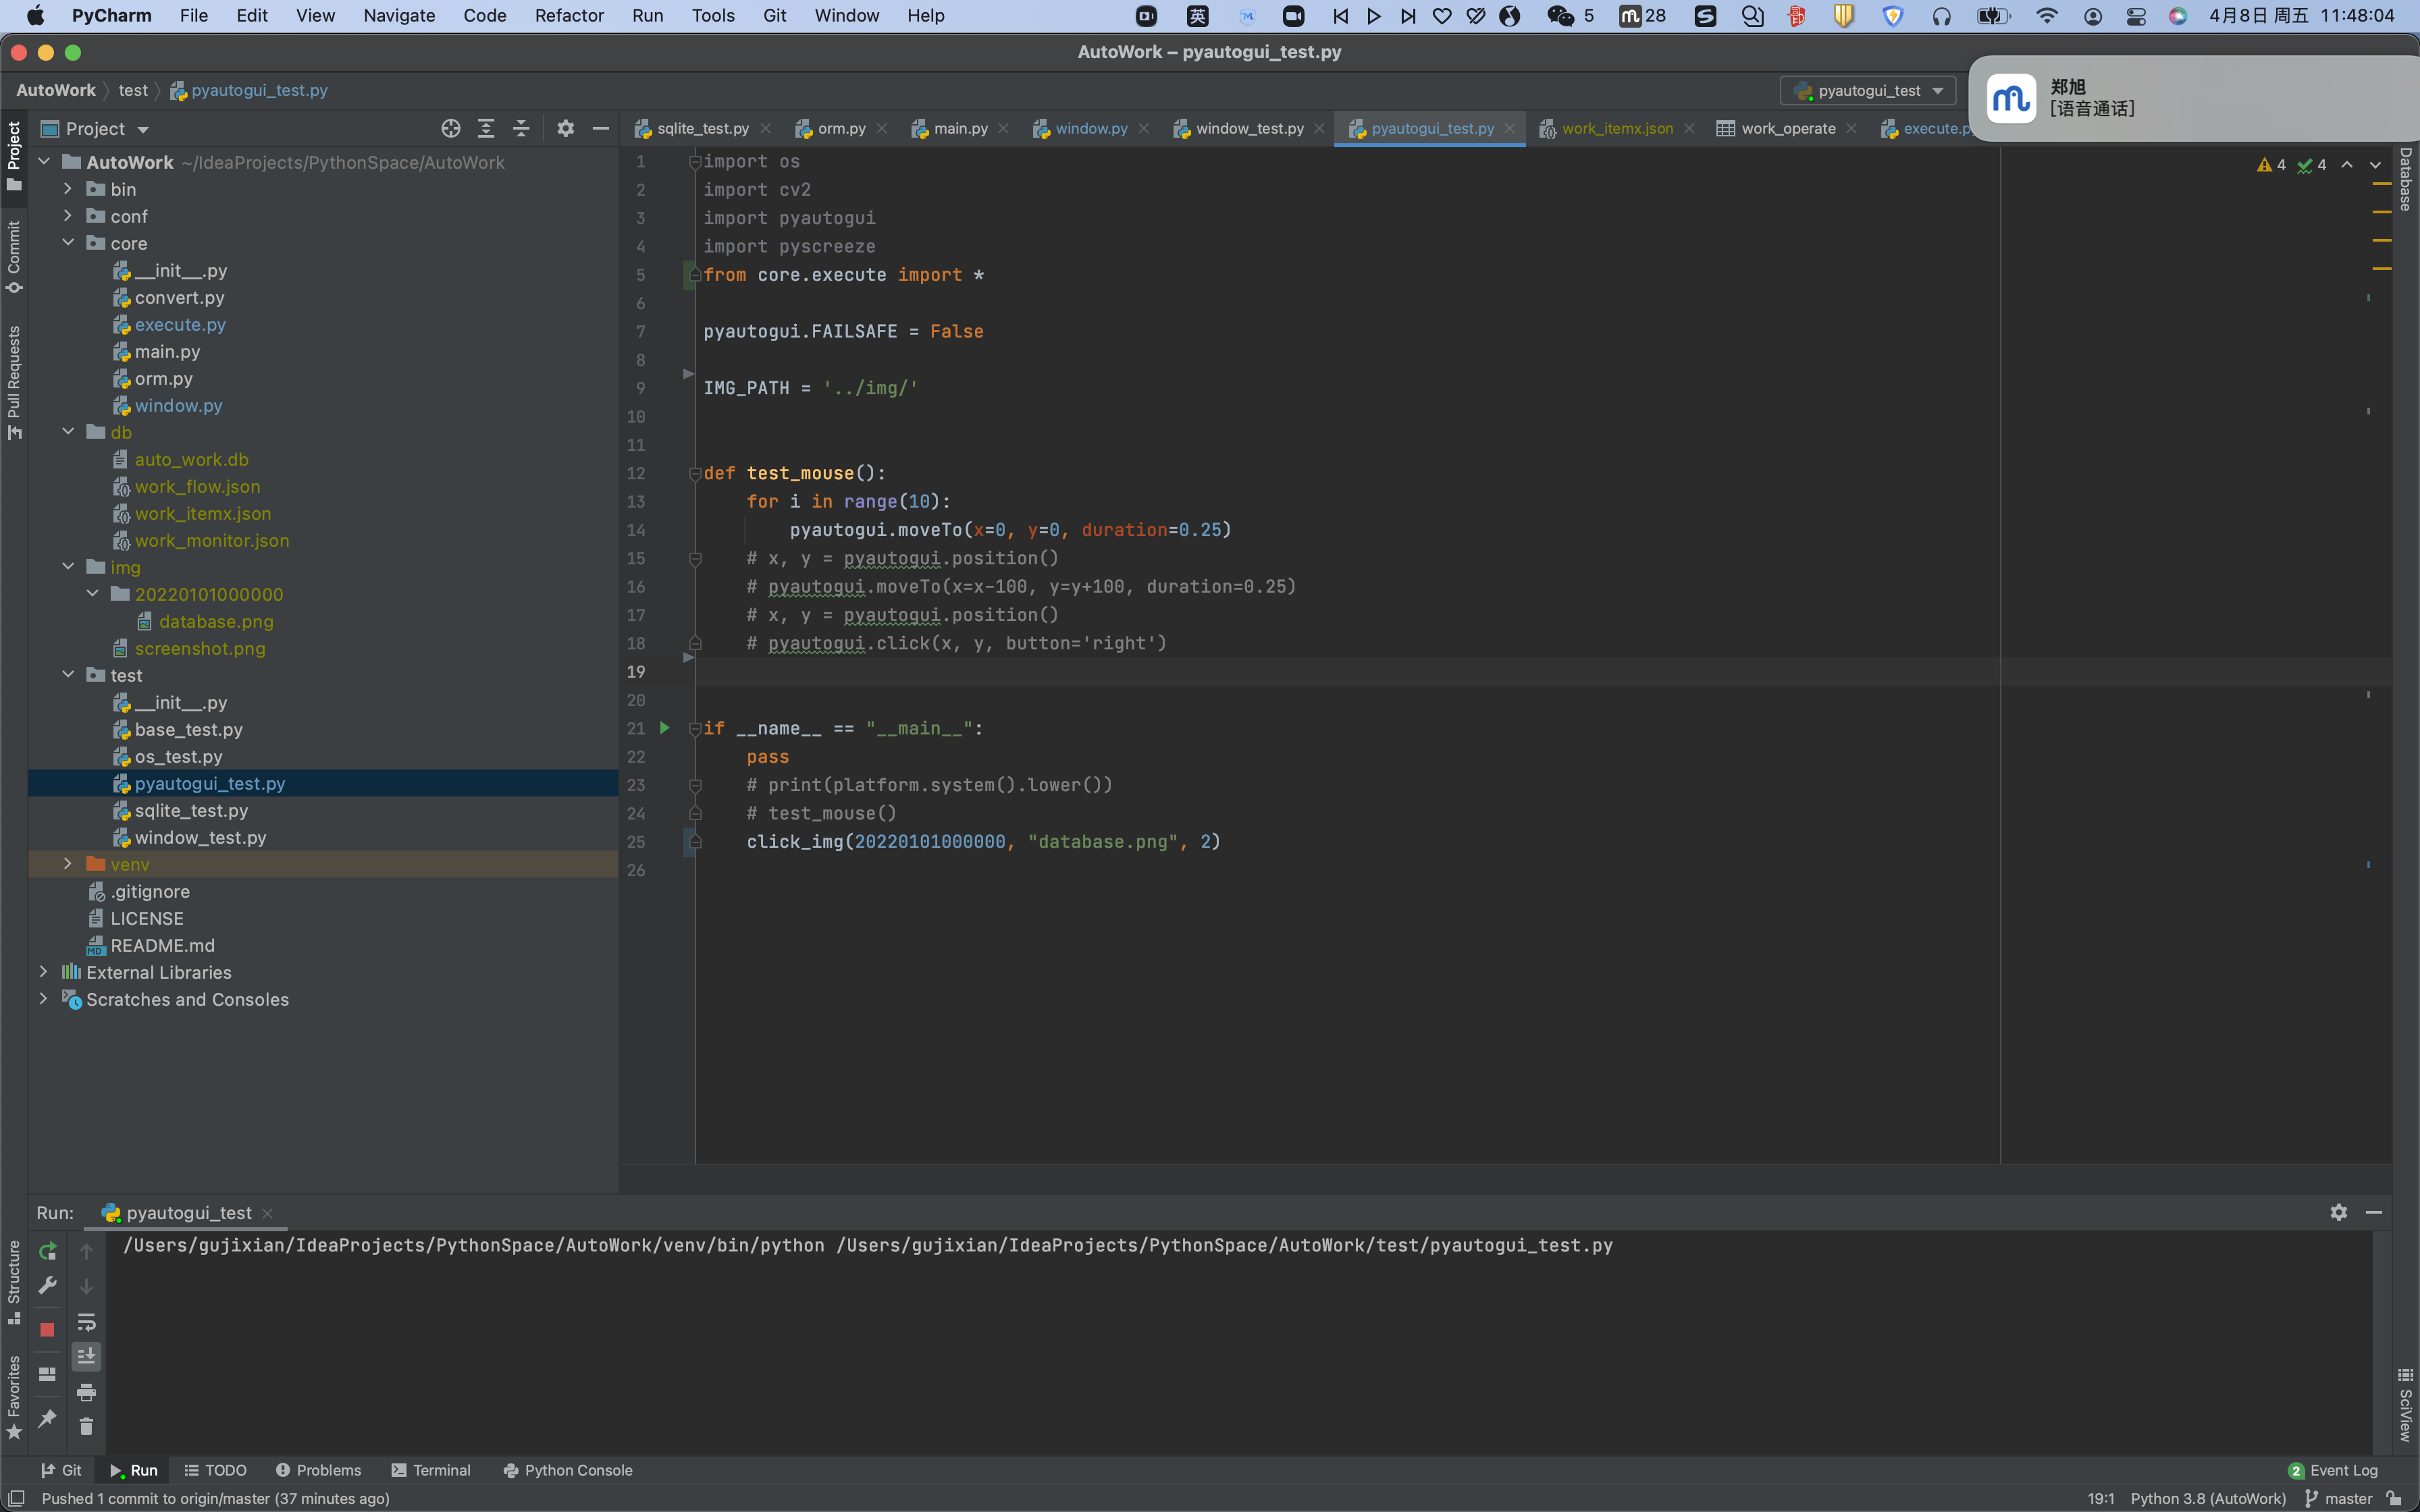 PyCharm File Edit View Navigate Code Refactor Run Tools Git Window Help 英 5 28 4月8日 周五 11:48:04
AutoWork – pyautogui_test.py
AutoWork test pyautogui_test.py
pyautogui_test
郑旭
[语音通话]
Project
sqlite_test.py orm.py main.py window.py window_test.py pyautogui_test.py work_itemx.json work_operate execute.p
Project
Commit
Pull Requests
Structure
Favorites
Database
SciView
AutoWork ~/IdeaProjects/PythonSpace/AutoWork
bin
conf
core
__init__.py
convert.py
execute.py
main.py
orm.py
window.py
db
auto_work.db
work_flow.json
work_itemx.json
work_monitor.json
img
20220101000000
database.png
screenshot.png
test
__init__.py
base_test.py
os_test.py
pyautogui_test.py
sqlite_test.py
window_test.py
venv
.gitignore
LICENSE
README.md
External Libraries
Scratches and Consoles
4 4
1 import os
2 import cv2
3 import pyautogui
4 import pyscreeze
5 from core.execute import *
6
7 pyautogui.FAILSAFE = False
8
9 IMG_PATH = '../img/'
10
11
12 def test_mouse():
13 for i in range(10):
14 pyautogui.moveTo(x=0, y=0, duration=0.25)
15 # x, y = pyautogui.position()
16 # pyautogui.moveTo(x=x-100, y=y+100, duration=0.25)
17 # x, y = pyautogui.position()
18 # pyautogui.click(x, y, button='right')
19
20
21 if __name__ == "__main__":
22 pass
23 # print(platform.system().lower())
24 # test_mouse()
25 click_img(20220101000000, "database.png", 2)
26
Run: pyautogui_test
/Users/gujixian/IdeaProjects/PythonSpace/AutoWork/venv/bin/python /Users/gujixian/IdeaProjects/PythonSpace/AutoWork/test/pyautogui_test.py
Git Run TODO Problems Terminal Python Console 2 Event Log
Pushed 1 commit to origin/master (37 minutes ago) 19:1 Python 3.8 (AutoWork) master